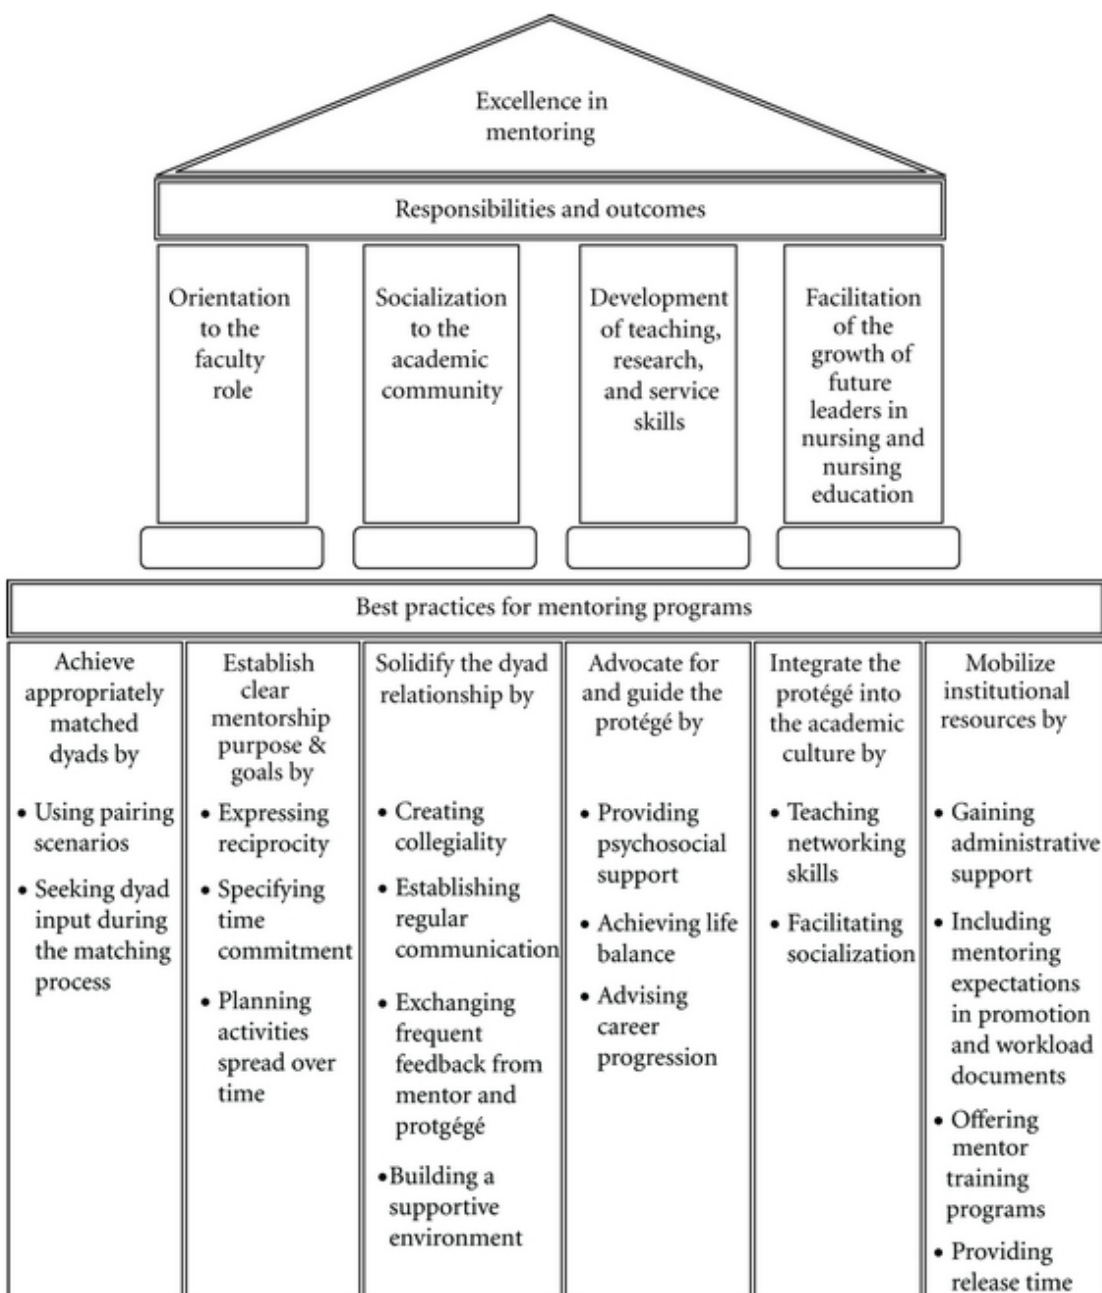 Excellence in
mentoring
Responsibilities and outcomes
Orientation
to the
faculty
role
Socialization
to the
academic
community
Development
of teaching,
research,
and service
skills
Facilitation
of the
growth of
future
leaders in
nursing and
nursing
education
Best practices for mentoring programs
Achieve
appropriately
matched
dyads by
• Using pairing
scenarios
• Seeking dyad
input during
the matching
process
Establish
clear
mentorship
purpose &
goals by
• Expressing
reciprocity
• Specifying
time
commitment
• Planning
activities
spread over
time
Solidify the dyad
relationship by
• Creating
collegiality
• Establishing
regular
communication
• Exchanging
frequent
feedback from
mentor and
protgégé
• Building a
supportive
environment
Advocate for
and guide the
protégé by
• Providing
psychosocial
support
• Achieving life
balance
• Advising
career
progression
Integrate the
protégé into
the academic
culture by
• Teaching
networking
skills
• Facilitating
socialization
Mobilize
institutional
resources by
• Gaining
administrative
support
• Including
mentoring
expectations
in promotion
and workload
documents
• Offering
mentor
training
programs
• Providing
release time